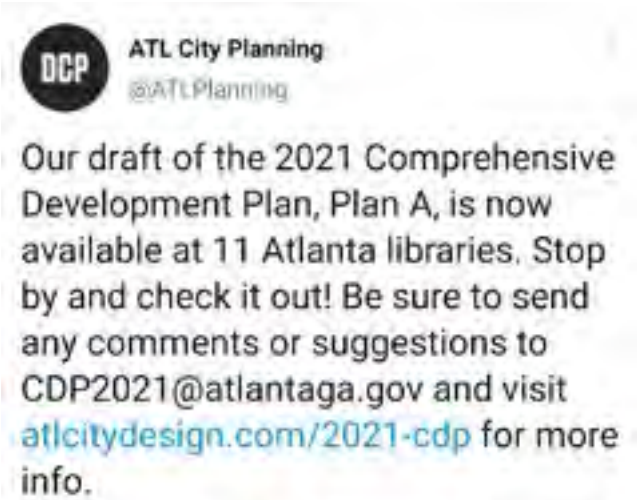 DCP
ATL City Planning
@ATLPlanning
Our draft of the 2021 Comprehensive
Development Plan, Plan A, is now
available at 11 Atlanta libraries. Stop
by and check it out! Be sure to send
any comments or suggestions to
CDP2021@atlantaga.gov and visit
atlcitydesign.com/2021-cdp for more
info.